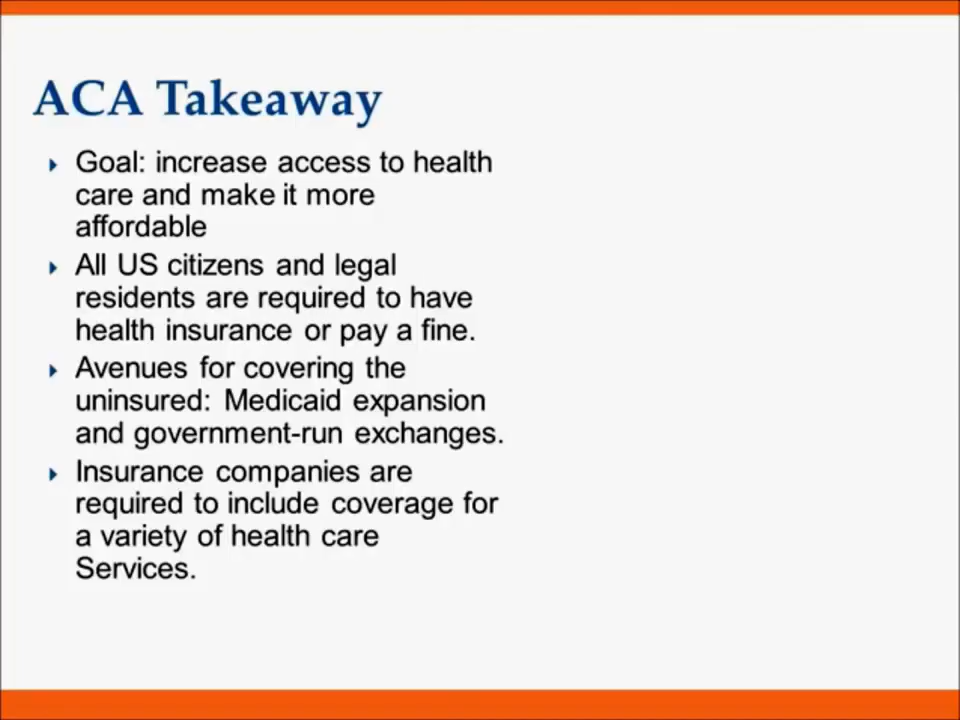 ACA Takeaway
Goal: increase access to health
care and make it more
affordable
All US citizens and legal
residents are required to have
health insurance or pay a fine.
Avenues for covering the
uninsured: Medicaid expansion
and government-run exchanges.
Insurance companies are
required to include coverage for
a variety of health care
Services.